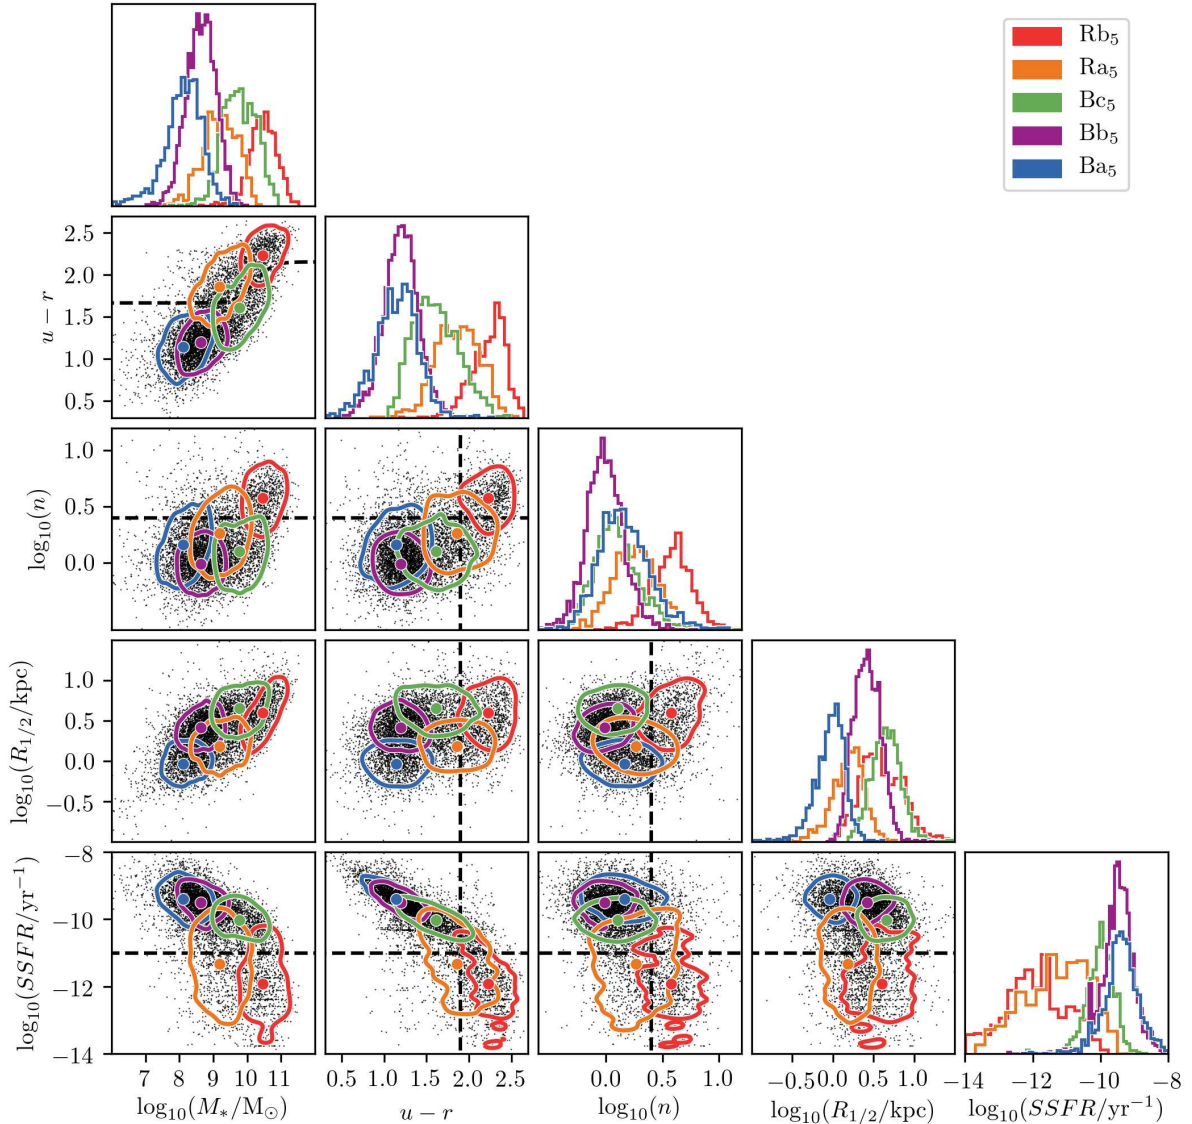 Rb₅
Ra₅
Bc₅
Bb₅
Ba₅
2.5
2.0
1.5
1.0
0.5
u − r
1.0
0.5
0.0
log₁₀(n)
1.0
0.5
0.0
−0.5
log₁₀(R₁/₂/kpc)
−8
−10
−12
−14
log₁₀(SSFR/yr⁻¹)
7 8 9 10 11
0.5 1.0 1.5 2.0 2.5
0.0 0.5 1.0
−0.5 0.0 0.5 1.0
−14 −12 −10 −8
log₁₀(M*/M☉)
u − r
log₁₀(n)
log₁₀(R₁/₂/kpc)
log₁₀(SSFR/yr⁻¹)